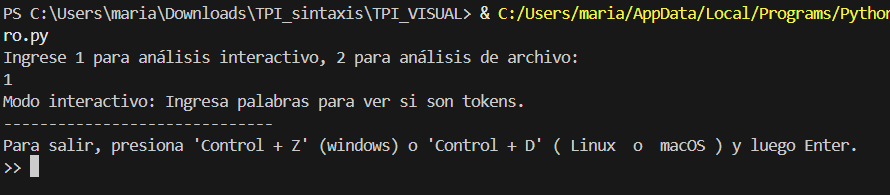 PS C:\Users\maria\Downloads\TPI_sintaxis\TPI_VISUAL> & C:/Users/maria/AppData/Local/Programs/Python
ro.py
Ingrese 1 para análisis interactivo, 2 para análisis de archivo:
1
Modo interactivo: Ingresa palabras para ver si son tokens.
------------------------------
Para salir, presiona 'Control + Z' (windows) o 'Control + D' ( Linux  o  macOS ) y luego Enter.
>>